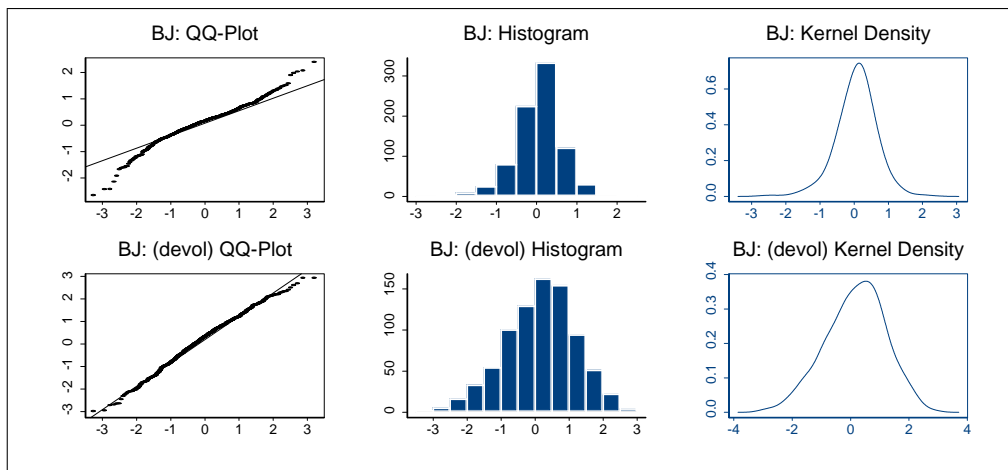 BJ: QQ-Plot
2
1
0
-1
-2
-3 -2 -1 0 1 2 3
BJ: Histogram
300
200
100
0
-3 -2 -1 0 1 2
BJ: Kernel Density
0.6
0.4
0.2
0.0
-3 -2 -1 0 1 2 3
BJ: (devol) QQ-Plot
3
2
1
0
-1
-2
-3
-3 -2 -1 0 1 2 3
BJ: (devol) Histogram
150
100
50
0
-3 -2 -1 0 1 2 3
BJ: (devol) Kernel Density
0.4
0.3
0.2
0.1
0.0
-4 -2 0 2 4